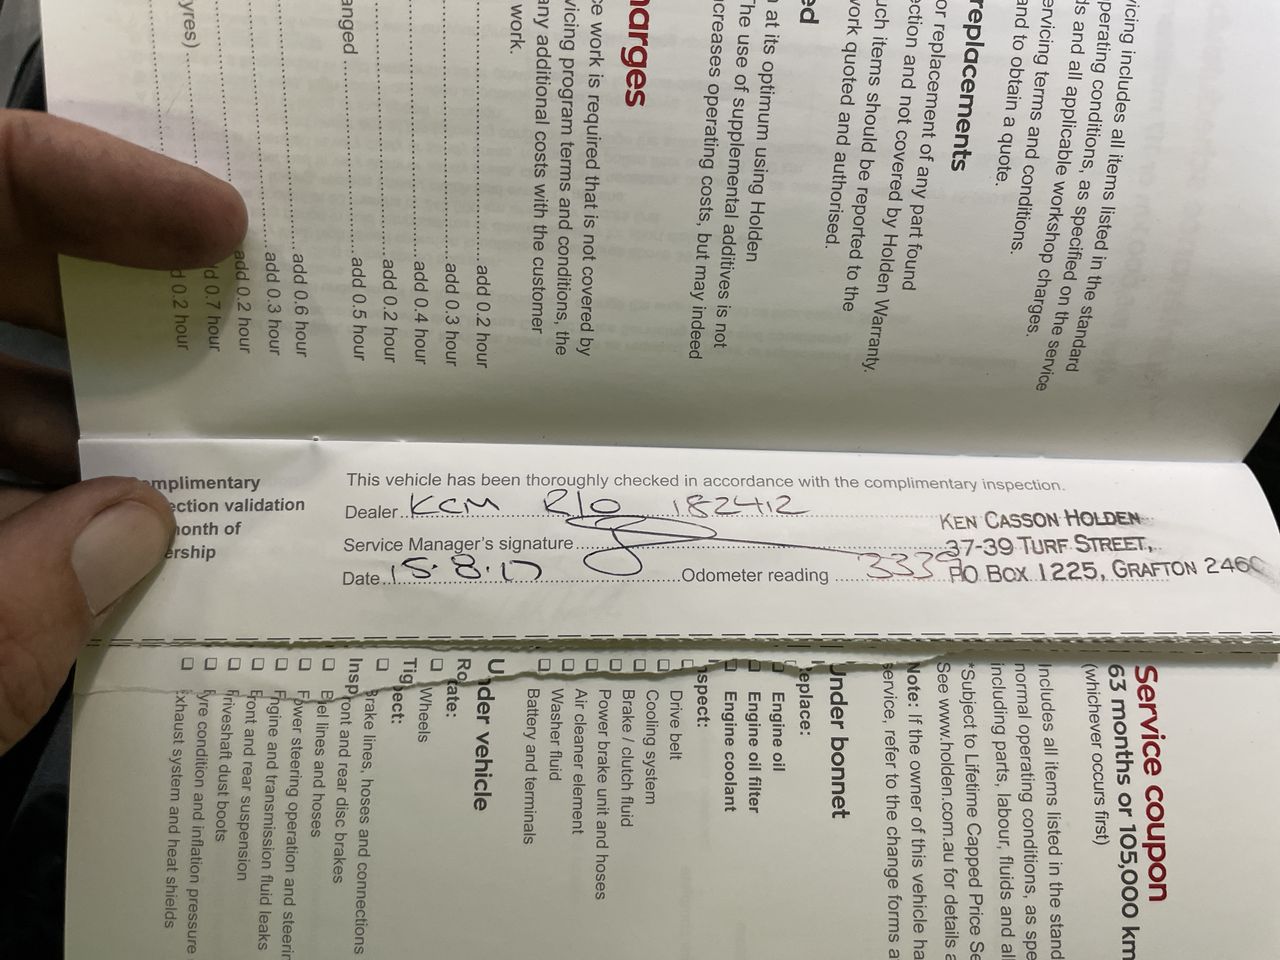 vicing includes all items listed in the standard
perating conditions, as specified on the service
ds and all applicable workshop charges.
ervicing terms and conditions.
and to obtain a quote.
replacements
or replacement of any part found
ection and not covered by Holden Warranty.
uch items should be reported to the
work quoted and authorised.
ed
n at its optimum using Holden
The use of supplemental additives is not
ncreases operating costs, but may indeed
harges
ce work is required that is not covered by
vicing program terms and conditions, the
any additional costs with the customer
work.
add 0.2 hour
add 0.3 hour
add 0.4 hour
add 0.2 hour
anged add 0.5 hour
add 0.6 hour
add 0.3 hour
add 0.2 hour
dd 0.7 hour
tyres) d 0.2 hour
omplimentary
ection validation
month of
ership
This vehicle has been thoroughly checked in accordance with the complimentary inspection.
Dealer KCM R/O 182412
Service Manager's signature
Date 15.8.17 Odometer reading 3339
KEN CASSON HOLDEN
37-39 TURF STREET,
PO BOX 1225, GRAFTON 2460
Service coupon
63 months or 105,000 km
(whichever occurs first)
Includes all items listed in the stand
normal operating conditions, as spe
including parts, labour, fluids and all
*Subject to Lifetime Capped Price Se
See www.holden.com.au for details a
Note: If the owner of this vehicle ha
service, refer to the change forms a
Under bonnet
Replace:
Engine oil
Engine oil filter
Engine coolant
Inspect:
Drive belt
Cooling system
Brake / clutch fluid
Power brake unit and hoses
Air cleaner element
Washer fluid
Battery and terminals
Under vehicle
Rotate:
Wheels
Inspect:
Brake lines, hoses and connections
Front and rear disc brakes
Fuel lines and hoses
Power steering operation and steerin
Engine and transmission fluid leaks
Front and rear suspension
Driveshaft dust boots
Tyre condition and inflation pressure
Exhaust system and heat shields